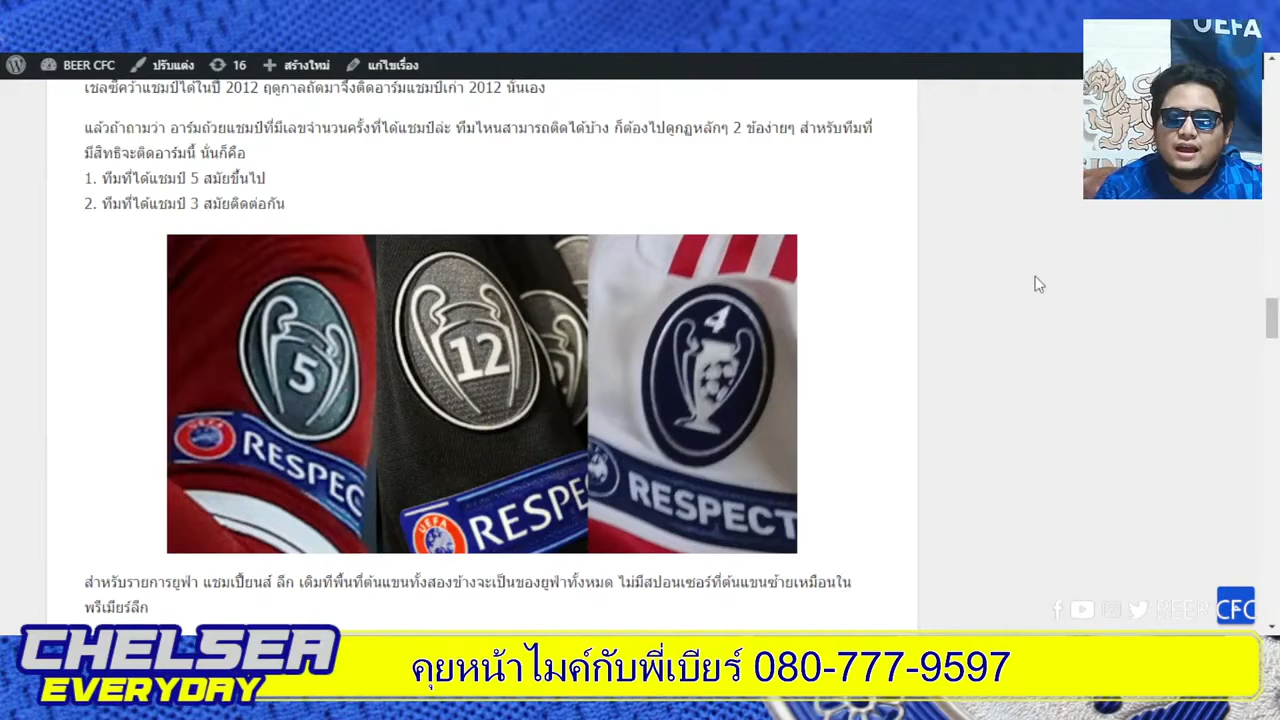 UEFA
BEER CFC ปรับแต่ง 16 สร้างใหม่ แก้ไขเรื่อง
เชลซีคว้าแชมป์ได้ในปี 2012 ฤดูกาลถัดมาจึงติดอาร์มแชมป์เก่า 2012 นั่นเอง
แล้วถ้าถามว่า อาร์มถ้วยแชมป์ที่มีเลขจำนวนครั้งที่ได้แชมป์ล่ะ ทีมไหนสามารถติดได้บ้าง ก็ต้องไปดูกฏหลักๆ 2 ข้อง่ายๆ สำหรับทีมที่
มีสิทธิจะติดอาร์มนี้ นั่นก็คือ
1. ทีมที่ได้แชมป์ 5 สมัยขึ้นไป
2. ทีมที่ได้แชมป์ 3 สมัยติดต่อกัน
5
UEFA
RESPEC
12
UEFA
RESPE
4
RESPECT
สำหรับรายการยูฟ่า แชมเปี้ยนส์ ลีก เดิมทีพื้นที่ต้นแขนทั้งสองข้างจะเป็นของยูฟ่าทั้งหมด ไม่มีสปอนเซอร์ที่ต้นแขนซ้ายเหมือนใน
พรีเมียร์ลีก
BEER CFC
CHELSEA
EVERYDAY
คุยหน้าไมค์กับพี่เบียร์ 080-777-9597